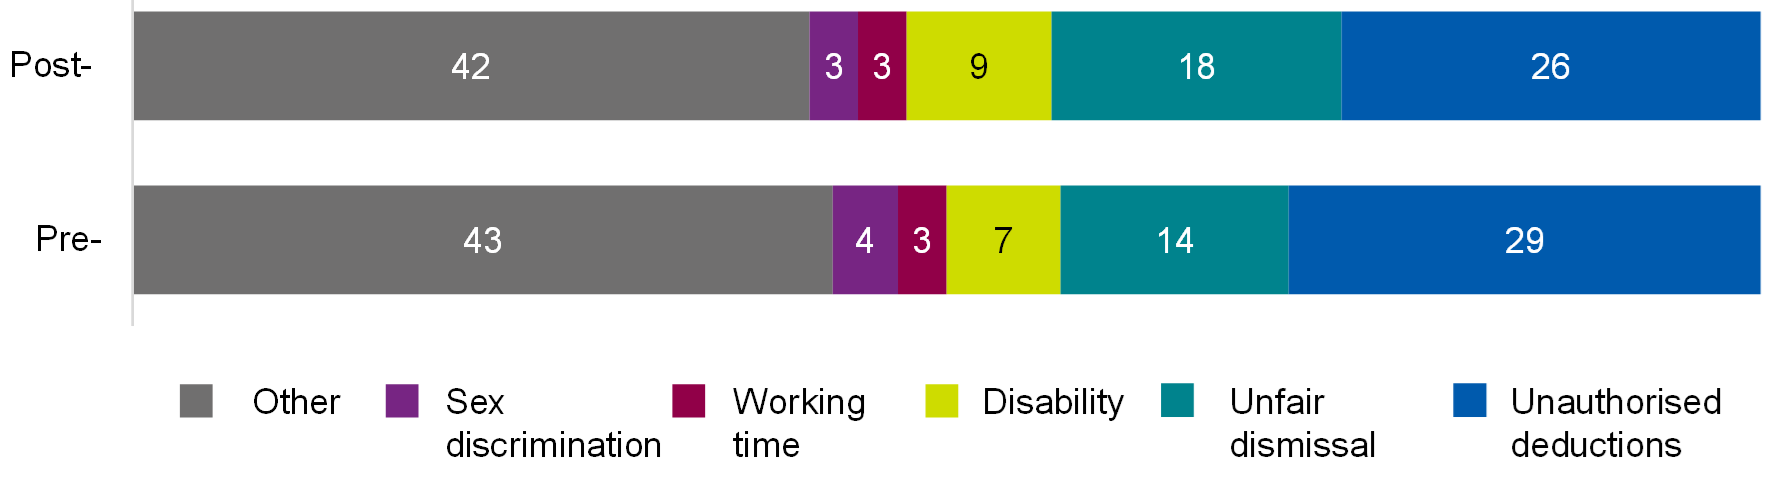 Post- 42 3 3 9 18 26
Pre- 43 4 3 7 14 29
Other
Sex
discrimination
Working
time
Disability
Unfair
dismissal
Unauthorised
deductions